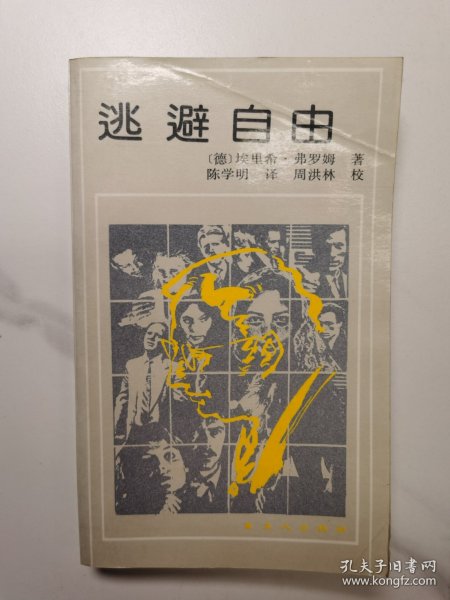 逃避自由
〔德〕埃里希·弗罗姆 著
陈学明 译 周洪林 校
孔夫子旧书网
www.kongfz.com